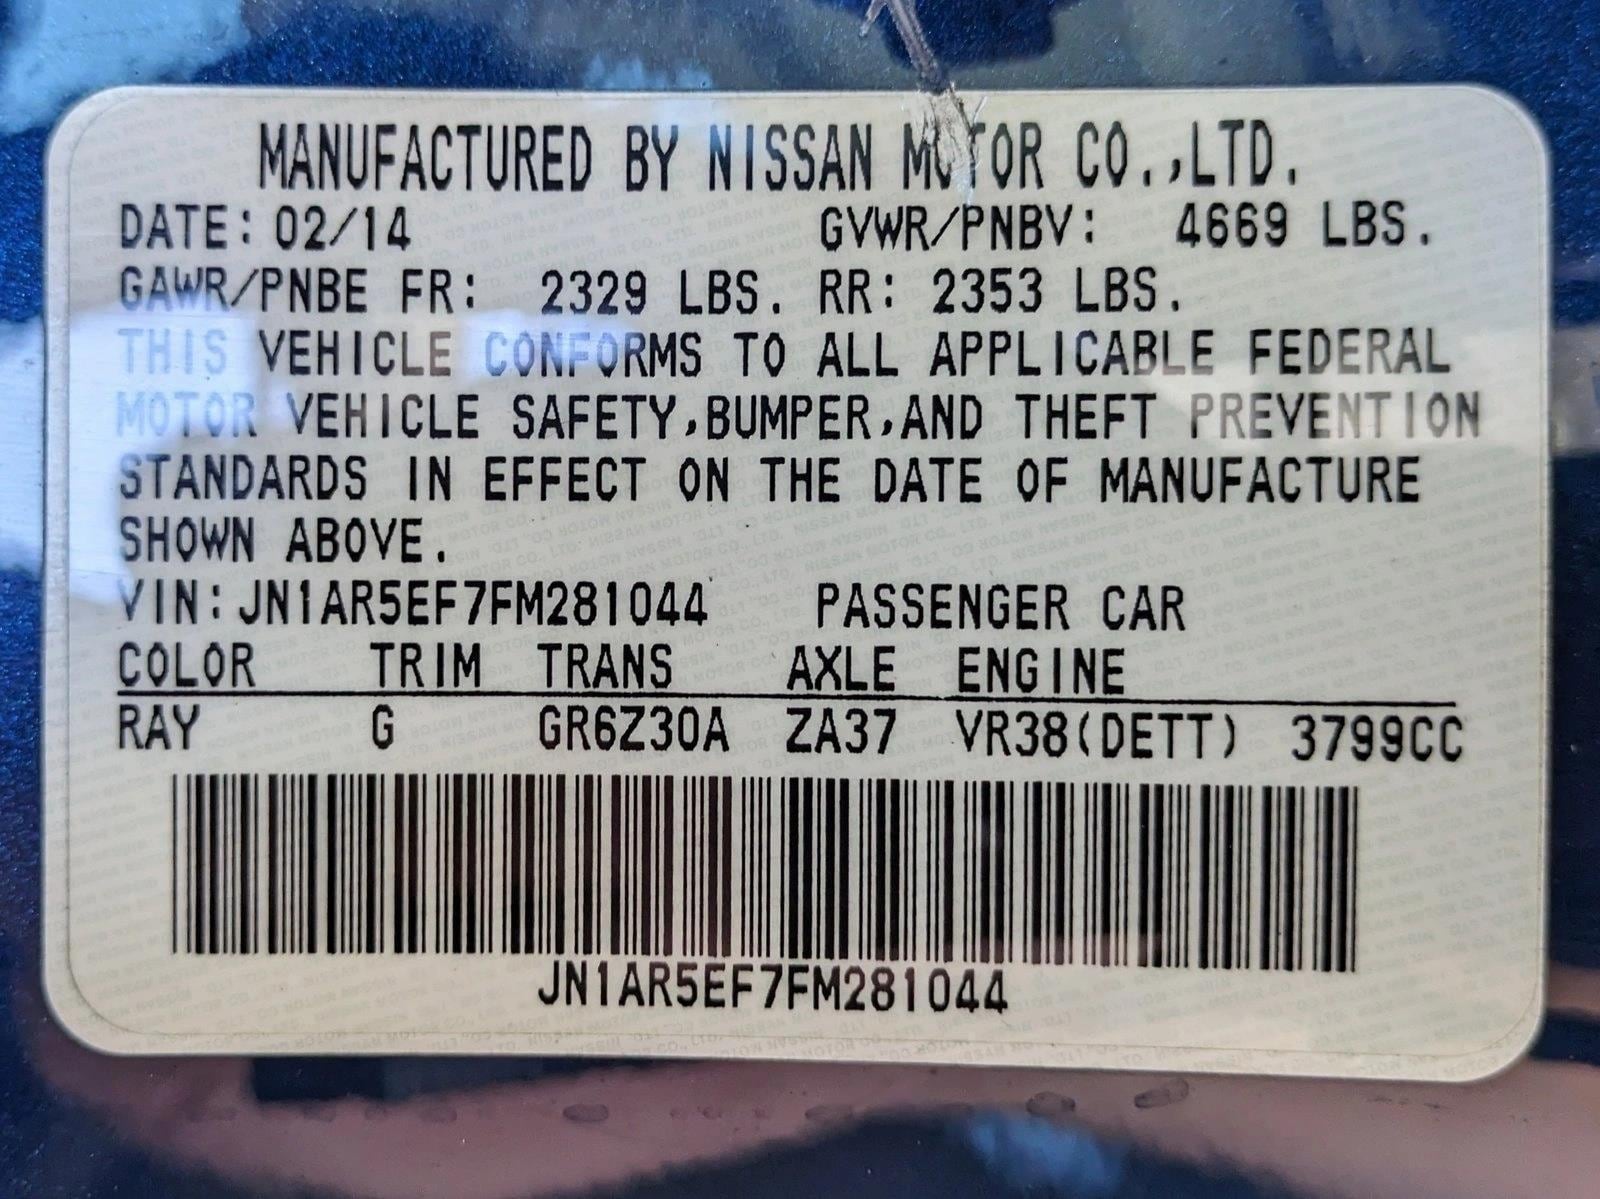 MANUFACTURED BY NISSAN MOTOR CO.,LTD.
DATE: 02/14 GVWR/PNBV: 4669 LBS.
GAWR/PNBE FR: 2329 LBS. RR: 2353 LBS.
THIS VEHICLE CONFORMS TO ALL APPLICABLE FEDERAL
MOTOR VEHICLE SAFETY,BUMPER,AND THEFT PREVENTION
STANDARDS IN EFFECT ON THE DATE OF MANUFACTURE
SHOWN ABOVE.
VIN:JN1AR5EF7FM281044 PASSENGER CAR
COLOR TRIM TRANS AXLE ENGINE
RAY G GR6Z30A ZA37 VR38(DETT) 3799CC
JN1AR5EF7FM281044